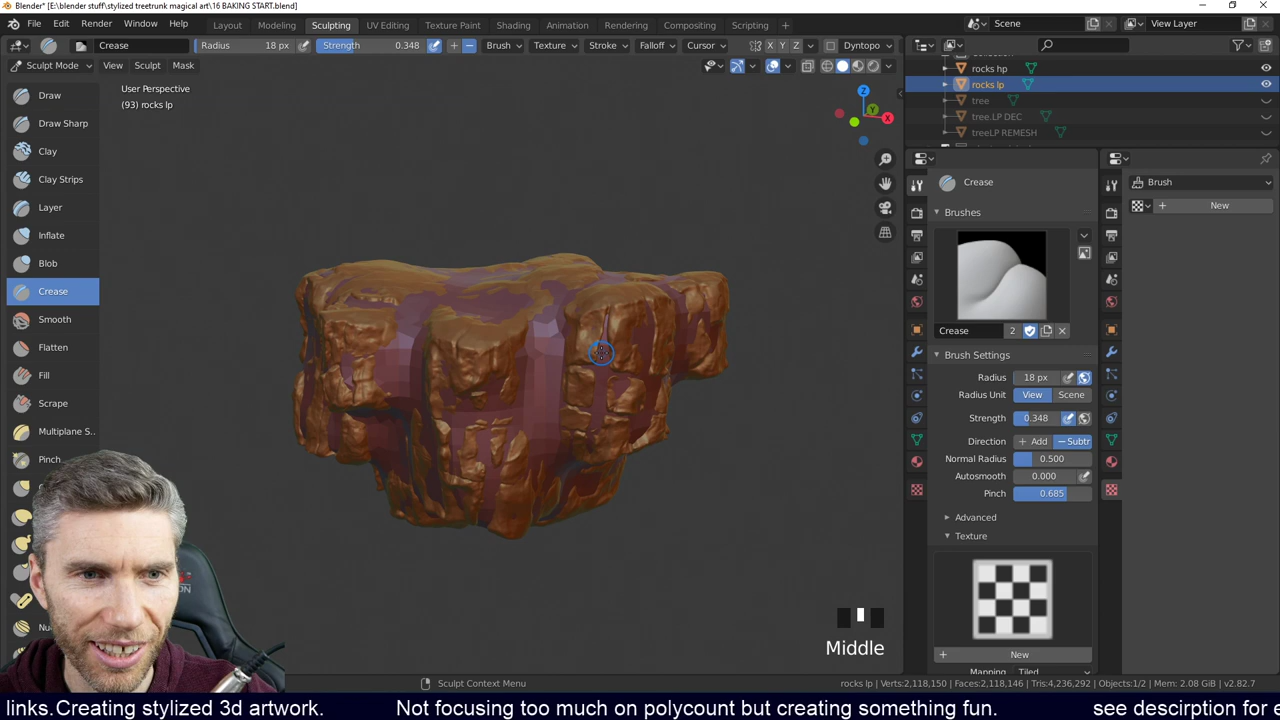 Blender* [E:\blender stuff\stylized treetrunk magical art\16 BAKING START.blend]
File Edit Render Window Help Layout Modeling Sculpting UV Editing Texture Paint Shading Animation Rendering Compositing Scripting Scene View Layer
Crease Radius 18 px Strength 0.348 Brush Texture Stroke Falloff Cursor X Y Z Dyntopo
Sculpt Mode View Sculpt Mask
User Perspective
(93) rocks lp
Draw
Draw Sharp
Clay
Clay Strips
Layer
Inflate
Blob
Crease
Smooth
Flatten
Fill
Scrape
Multiplane S..
Pinch
Z
Y
X
rocks hp
rocks lp
tree
tree.LP DEC
treeLP REMESH
Crease
Brush
Brushes
New
Crease 2
Brush Settings
Radius 18 px
Radius Unit View Scene
Strength 0.348
Direction Add Subtr
Normal Radius 0.500
Autosmooth 0.000
Pinch 0.685
Advanced
Texture
New
Mapping Tiled
Middle
Sculpt Context Menu
rocks lp | Verts:2,118,150 | Faces:2,118,146 | Tris:4,236,292 | Objects:1/2 | Mem: 2.08 GiB | v2.82.7
links.Creating stylized 3d artwork. Not focusing too much on polycount but creating something fun. see descirption for e